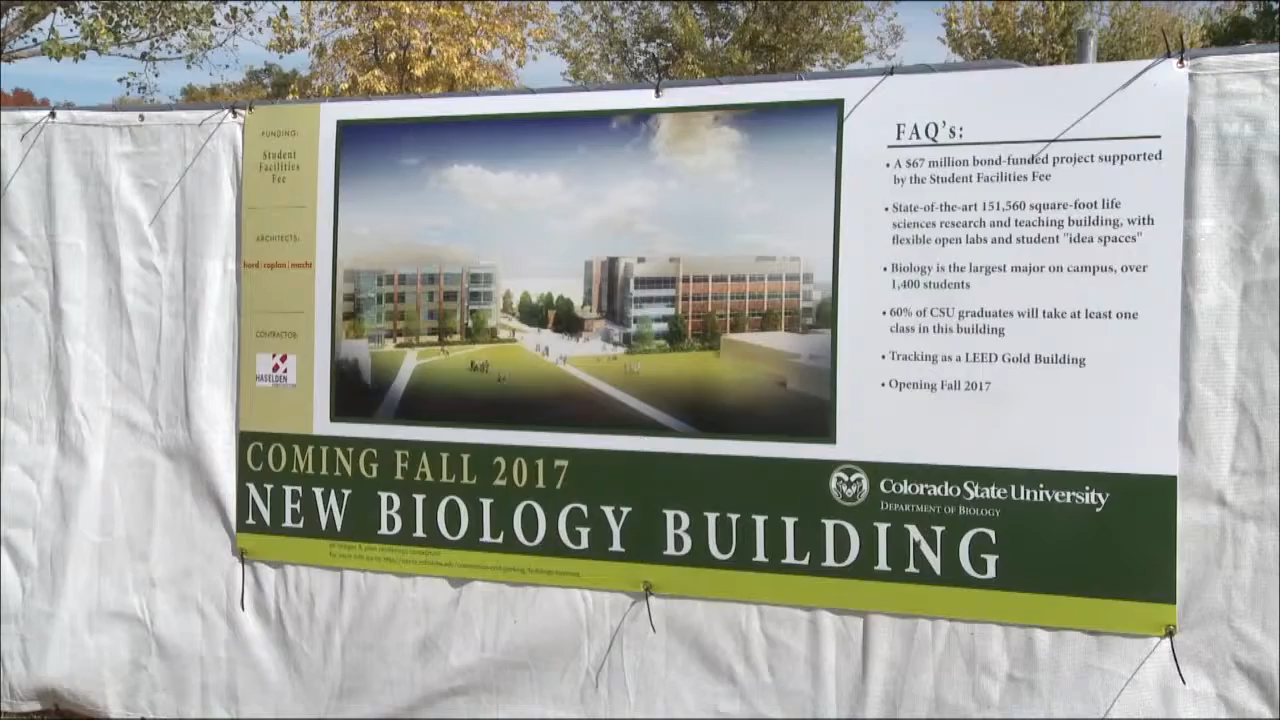 FUNDING:
Student
Facilities
Fee
ARCHITECTS:
hord|coplan|macht
CONTRACTOR:
HASELDEN
FAQ's:
• A $67 million bond-funded project supported
by the Student Facilities Fee
• State-of-the-art 151,560 square-foot life
sciences research and teaching building, with
flexible open labs and student "idea spaces"
• Biology is the largest major on campus, over
1,400 students
• 60% of CSU graduates will take at least one
class in this building
• Tracking as a LEED Gold Building
• Opening Fall 2017
COMING FALL 2017
NEW BIOLOGY BUILDING
Colorado State University
DEPARTMENT OF BIOLOGY